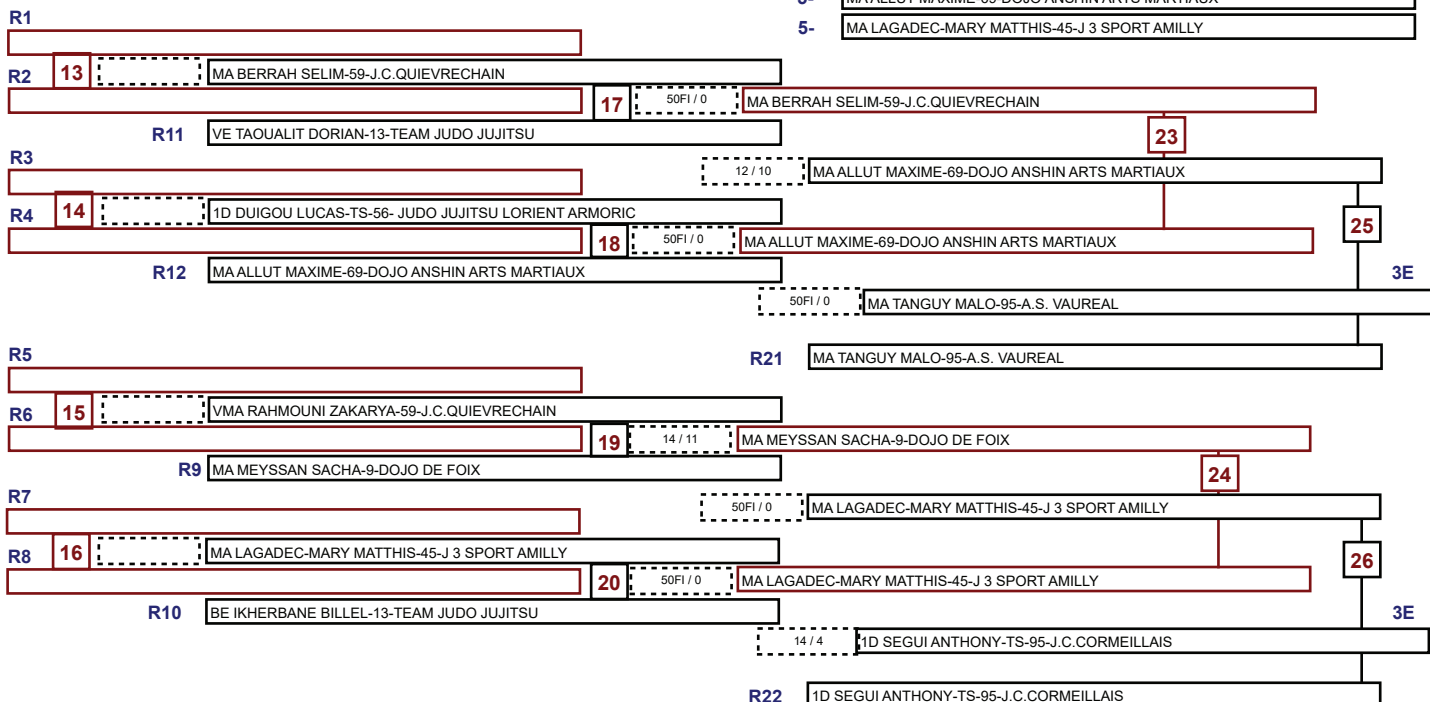 5- MA ALLUT MAXIME-69-DOJO ANSHIN ARTS MARTIAUX
R1
5- MA LAGADEC-MARY MATTHIS-45-J 3 SPORT AMILLY
13 MA BERRAH SELIM-59-J.C.QUIEVRECHAIN
R2
17 50FI / 0 MA BERRAH SELIM-59-J.C.QUIEVRECHAIN
R11 VE TAOUALIT DORIAN-13-TEAM JUDO JUJITSU
23
R3
12 / 10 MA ALLUT MAXIME-69-DOJO ANSHIN ARTS MARTIAUX
14 1D DUIGOU LUCAS-TS-56- JUDO JUJITSU LORIENT ARMORIC
R4
25
18 50FI / 0 MA ALLUT MAXIME-69-DOJO ANSHIN ARTS MARTIAUX
R12 MA ALLUT MAXIME-69-DOJO ANSHIN ARTS MARTIAUX
3E
50FI / 0 MA TANGUY MALO-95-A.S. VAUREAL
R5
R21 MA TANGUY MALO-95-A.S. VAUREAL
15 VMA RAHMOUNI ZAKARYA-59-J.C.QUIEVRECHAIN
R6
19 14 / 11 MA MEYSSAN SACHA-9-DOJO DE FOIX
R9 MA MEYSSAN SACHA-9-DOJO DE FOIX
24
R7
50FI / 0 MA LAGADEC-MARY MATTHIS-45-J 3 SPORT AMILLY
16 MA LAGADEC-MARY MATTHIS-45-J 3 SPORT AMILLY
R8
26
20 50FI / 0 MA LAGADEC-MARY MATTHIS-45-J 3 SPORT AMILLY
R10 BE IKHERBANE BILLEL-13-TEAM JUDO JUJITSU
3E
14 / 4 1D SEGUI ANTHONY-TS-95-J.C.CORMEILLAIS
R22 1D SEGUI ANTHONY-TS-95-J.C.CORMEILLAIS